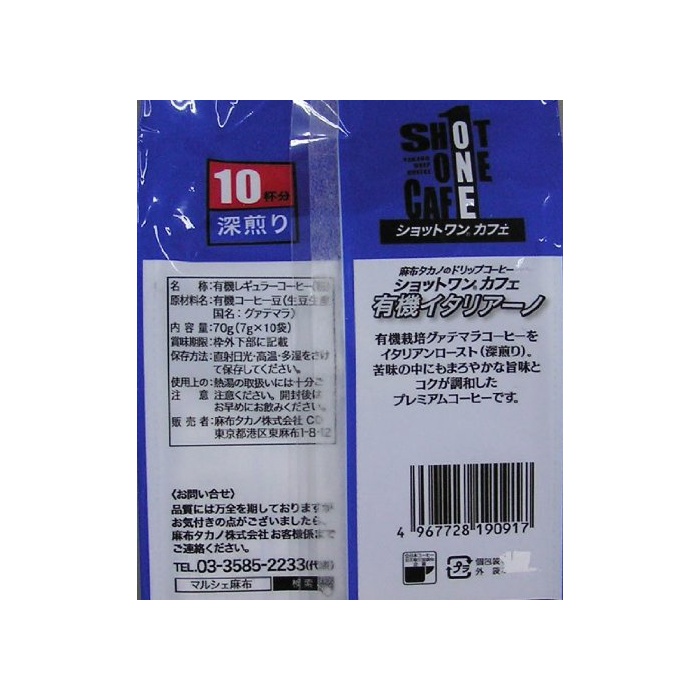 10杯分
深煎り
名　称:有機レギュラーコーヒー
原材料名:有機コーヒー豆(生豆生産
国名:グァテマラ)
内容量:70g(7g×10袋)
賞味期限:枠外下部に記載
保存方法:直射日光・高温・多湿をさけ
て保存してください。
使用上の:熱湯の取扱いには十分ご
注　意　注意ください。開封後は
お早めにお飲みください。
販売者:麻布タカノ株式会社 CD
東京都港区東麻布1-8-12
〈お問い合せ〉
品質には万全を期しておりますが
お気付きの点がございましたら、
麻布タカノ株式会社 お客様係まで
ご連絡ください。
TEL.03-3585-2233(代表)
マルシェ麻布 検索
SHOT
ONE
CAFE
ONE
ショットワン カフェ
麻布タカノのドリップコーヒー
ショットワン カフェ
有機イタリアーノ
有機栽培グァテマラコーヒーを
イタリアンロースト(深煎り)。
苦味の中にもまろやかな旨味と
コクが調和した
プレミアムコーヒーです。
4 967728 190917
プラ
個包装
外袋